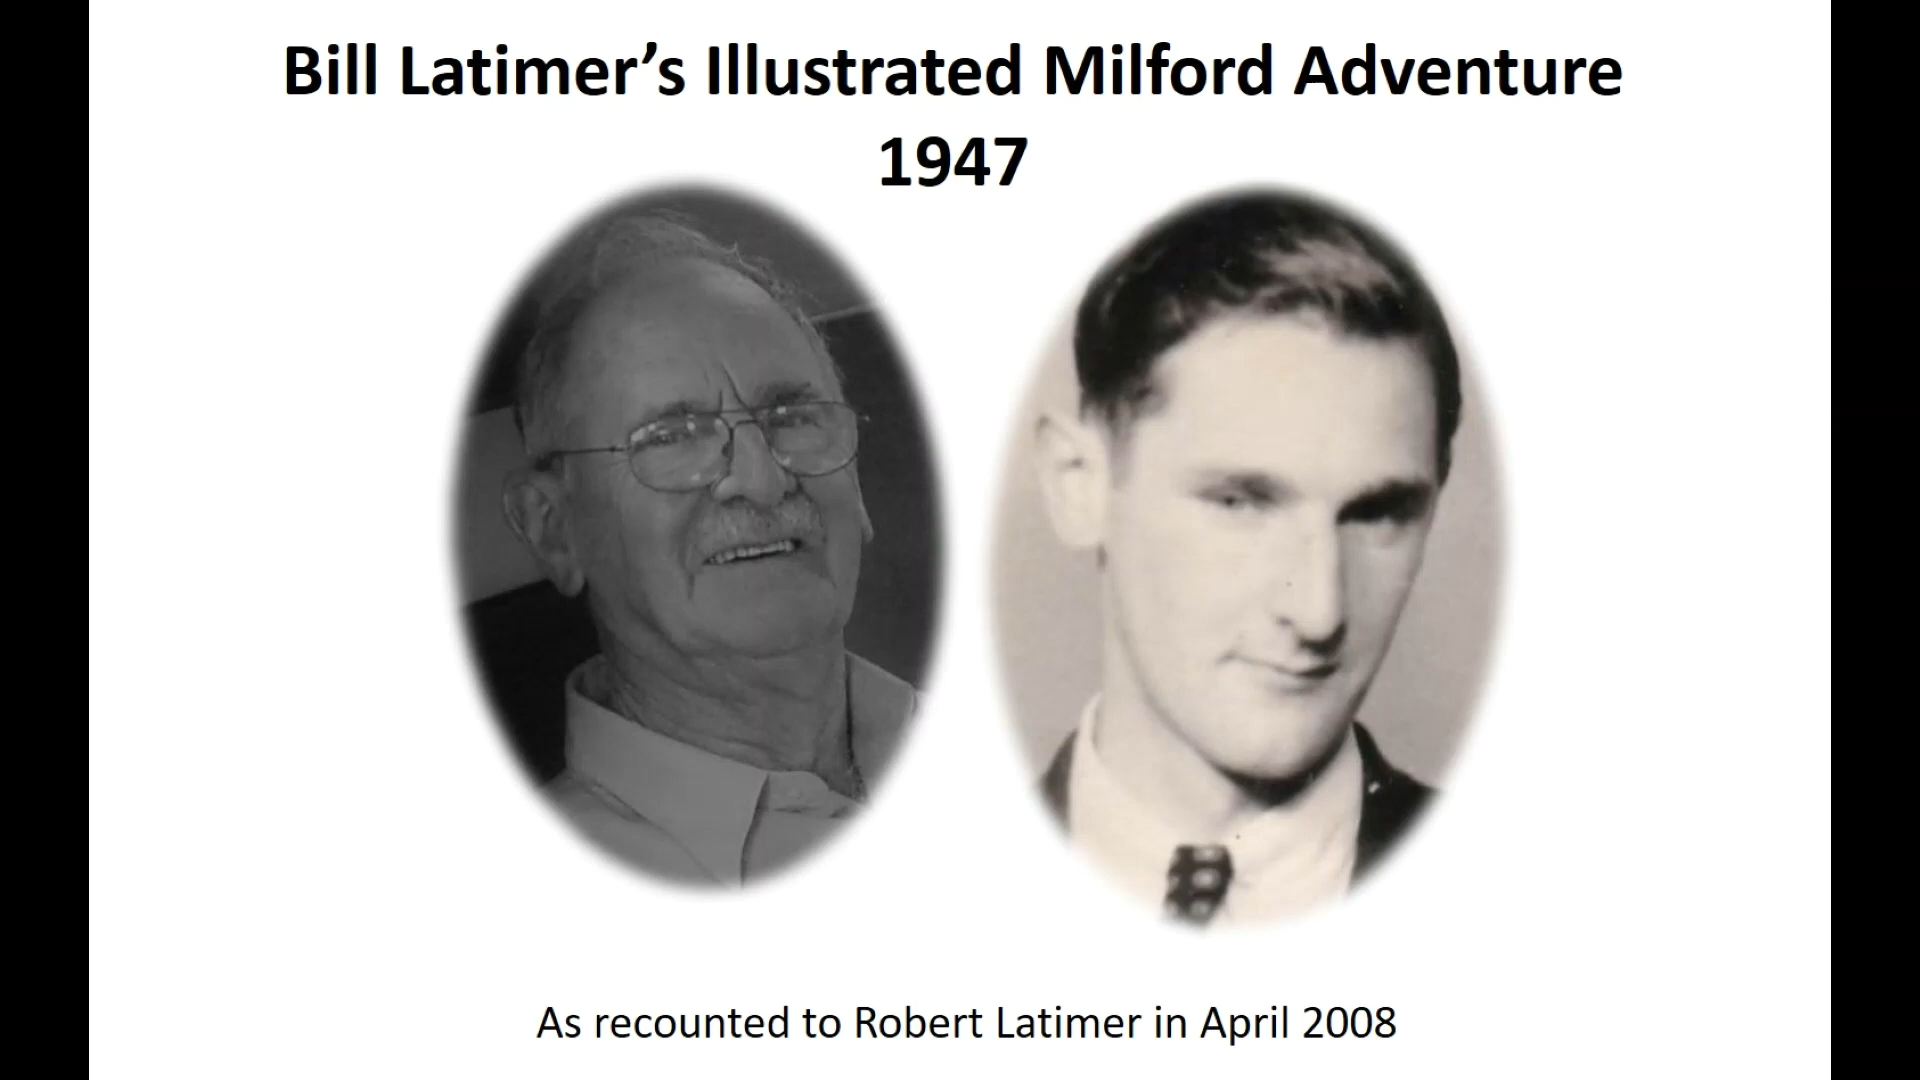 Bill Latimer’s Illustrated Milford Adventure
1947
As recounted to Robert Latimer in April 2008